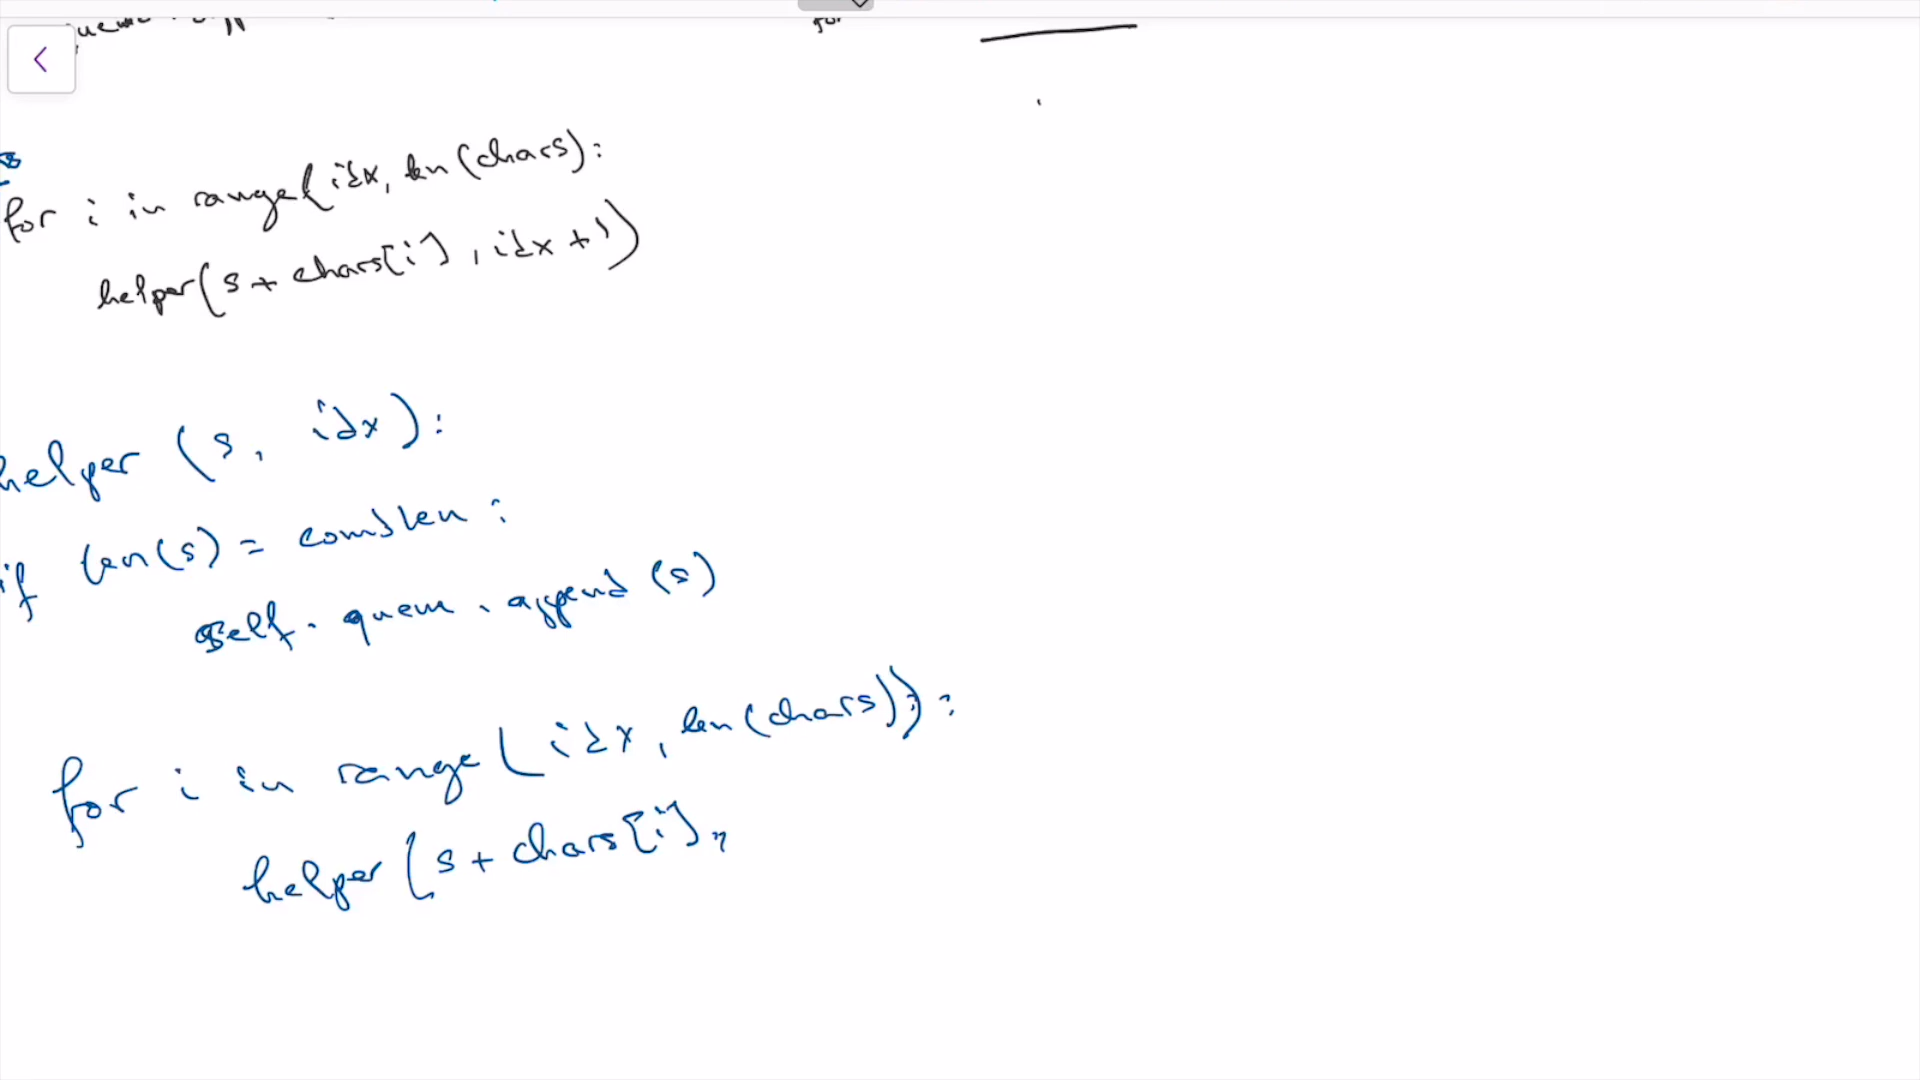 for
for i in range(idx, len(chars):
helper(s + chars[i], idx + 1)
helper (s, idx):
if len(s) = comblen :
self. queue . append (s)
for i in range(idx, len(chars)):
helper(s + chars[i],